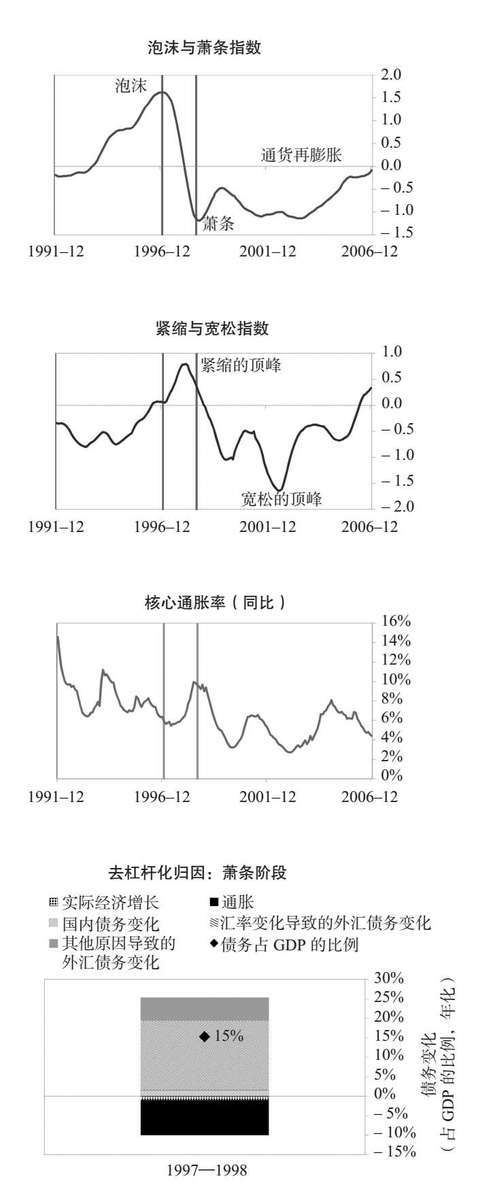 泡沫与萧条指数
泡沫
通货再膨胀
萧条
2.0
1.5
1.0
0.5
0.0
－0.5
－1.0
－1.5
1991–12 1996–12 2001–12 2006–12
紧缩与宽松指数
紧缩的顶峰
宽松的顶峰
1.0
0.5
0.0
－0.5
－1.0
－1.5
－2.0
1991–12 1996–12 2001–12 2006–12
核心通胀率（同比）
16%
14%
12%
10%
8%
6%
4%
2%
0%
1991–12 1996–12 2001–12 2006–12
去杠杆化归因：萧条阶段
实际经济增长 通胀
国内债务变化 汇率变化导致的外汇债务变化
其他原因导致的 债务占 GDP 的比例
外汇债务变化
30%
25%
20%
15%
10%
5%
0%
－5%
－10%
－15%
15%
债务变化
（占 GDP 的比例，年化）
1997—1998